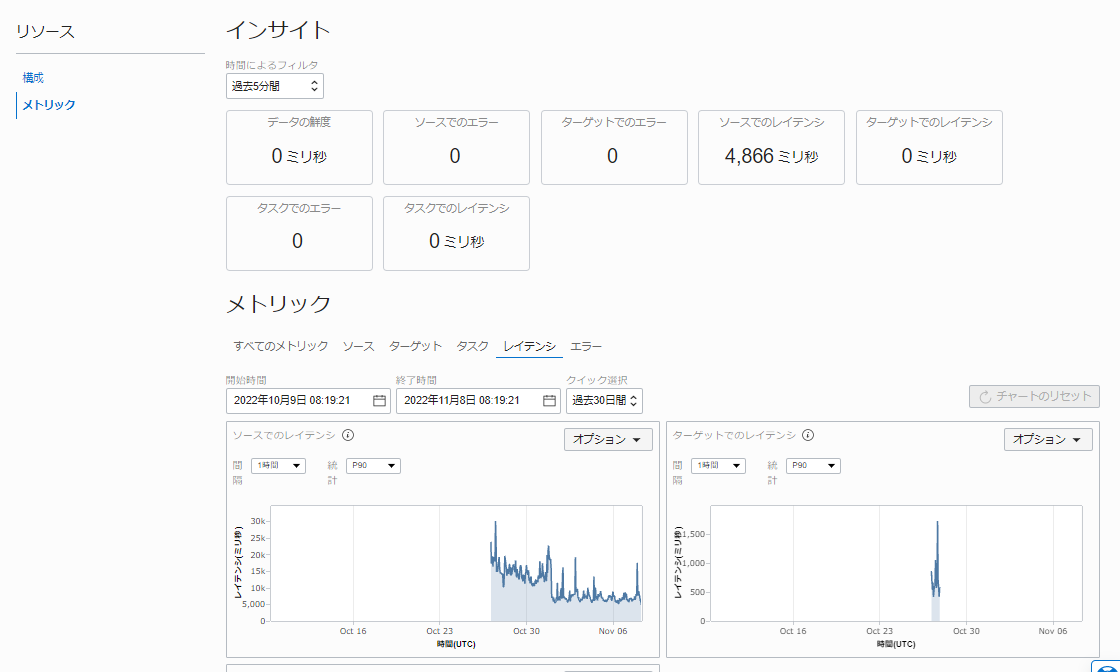 リソース
構成
メトリック
インサイト
時間によるフィルタ
過去5分間
データの鮮度
0 ミリ秒
ソースでのエラー
0
ターゲットでのエラー
0
ソースでのレイテンシ
4,866 ミリ秒
ターゲットでのレイテンシ
0 ミリ秒
タスクでのエラー
0
タスクでのレイテンシ
0 ミリ秒
メトリック
すべてのメトリック ソース ターゲット タスク レイテンシ エラー
開始時間 終了時間 クイック選択
2022年10月9日 08:19:21 2022年11月8日 08:19:21 過去30日間
チャートのリセット
ソースでのレイテンシ
オプション
間隔 1時間 統計 P90
レイテンシ(ミリ秒)
30k
25k
20k
15k
10k
5,000
0
Oct 16 Oct 23 Oct 30 Nov 06
時間(UTC)
ターゲットでのレイテンシ
オプション
間隔 1時間 統計 P90
レイテンシ(ミリ秒)
1,500
1,000
500
0
Oct 16 Oct 23 Oct 30 Nov 06
時間(UTC)